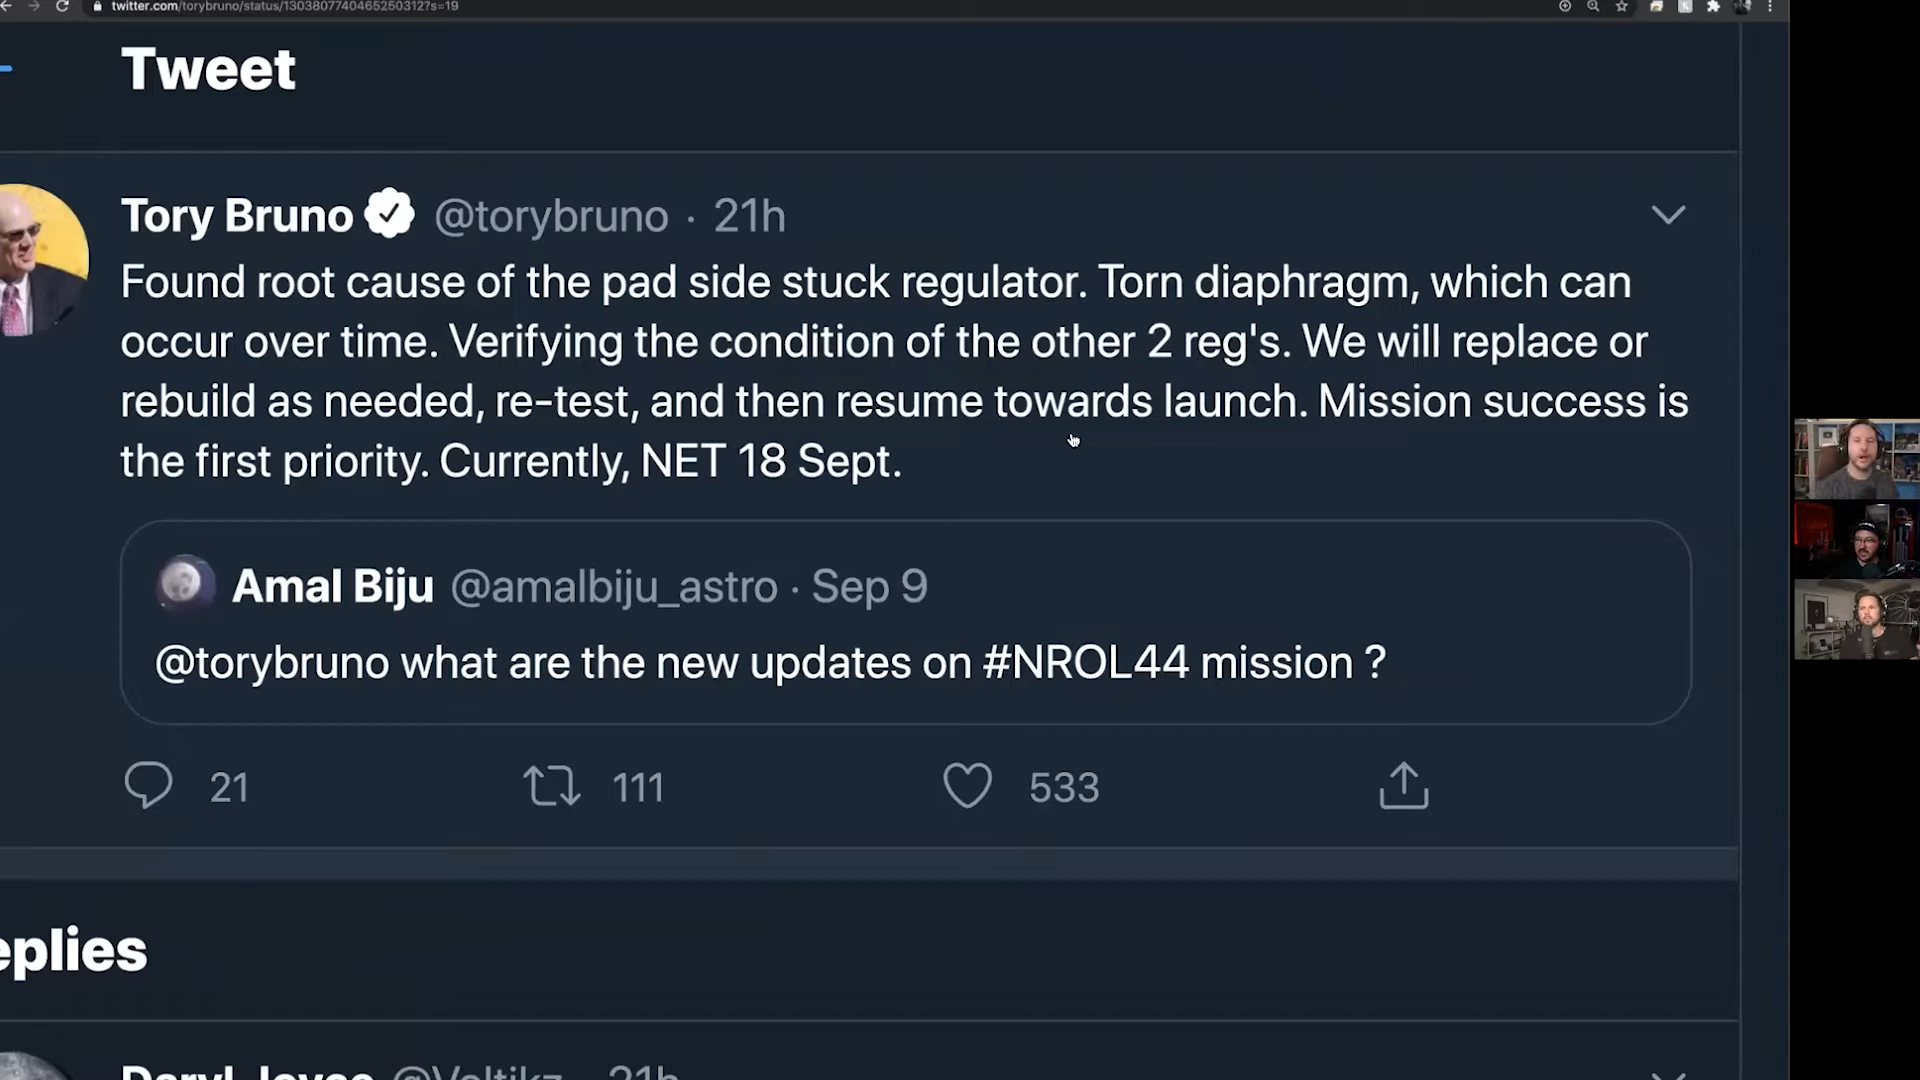 twitter.com/torybruno/status/1303807740465250312?s=19
Tweet
Tory Bruno @torybruno · 21h
Found root cause of the pad side stuck regulator. Torn diaphragm, which can
occur over time. Verifying the condition of the other 2 reg's. We will replace or
rebuild as needed, re-test, and then resume towards launch. Mission success is
the first priority. Currently, NET 18 Sept.
Amal Biju @amalbiju_astro · Sep 9
@torybruno what are the new updates on #NROL44 mission ?
21 111 533
eplies
Daryl Joyce @Voltikz · 21h